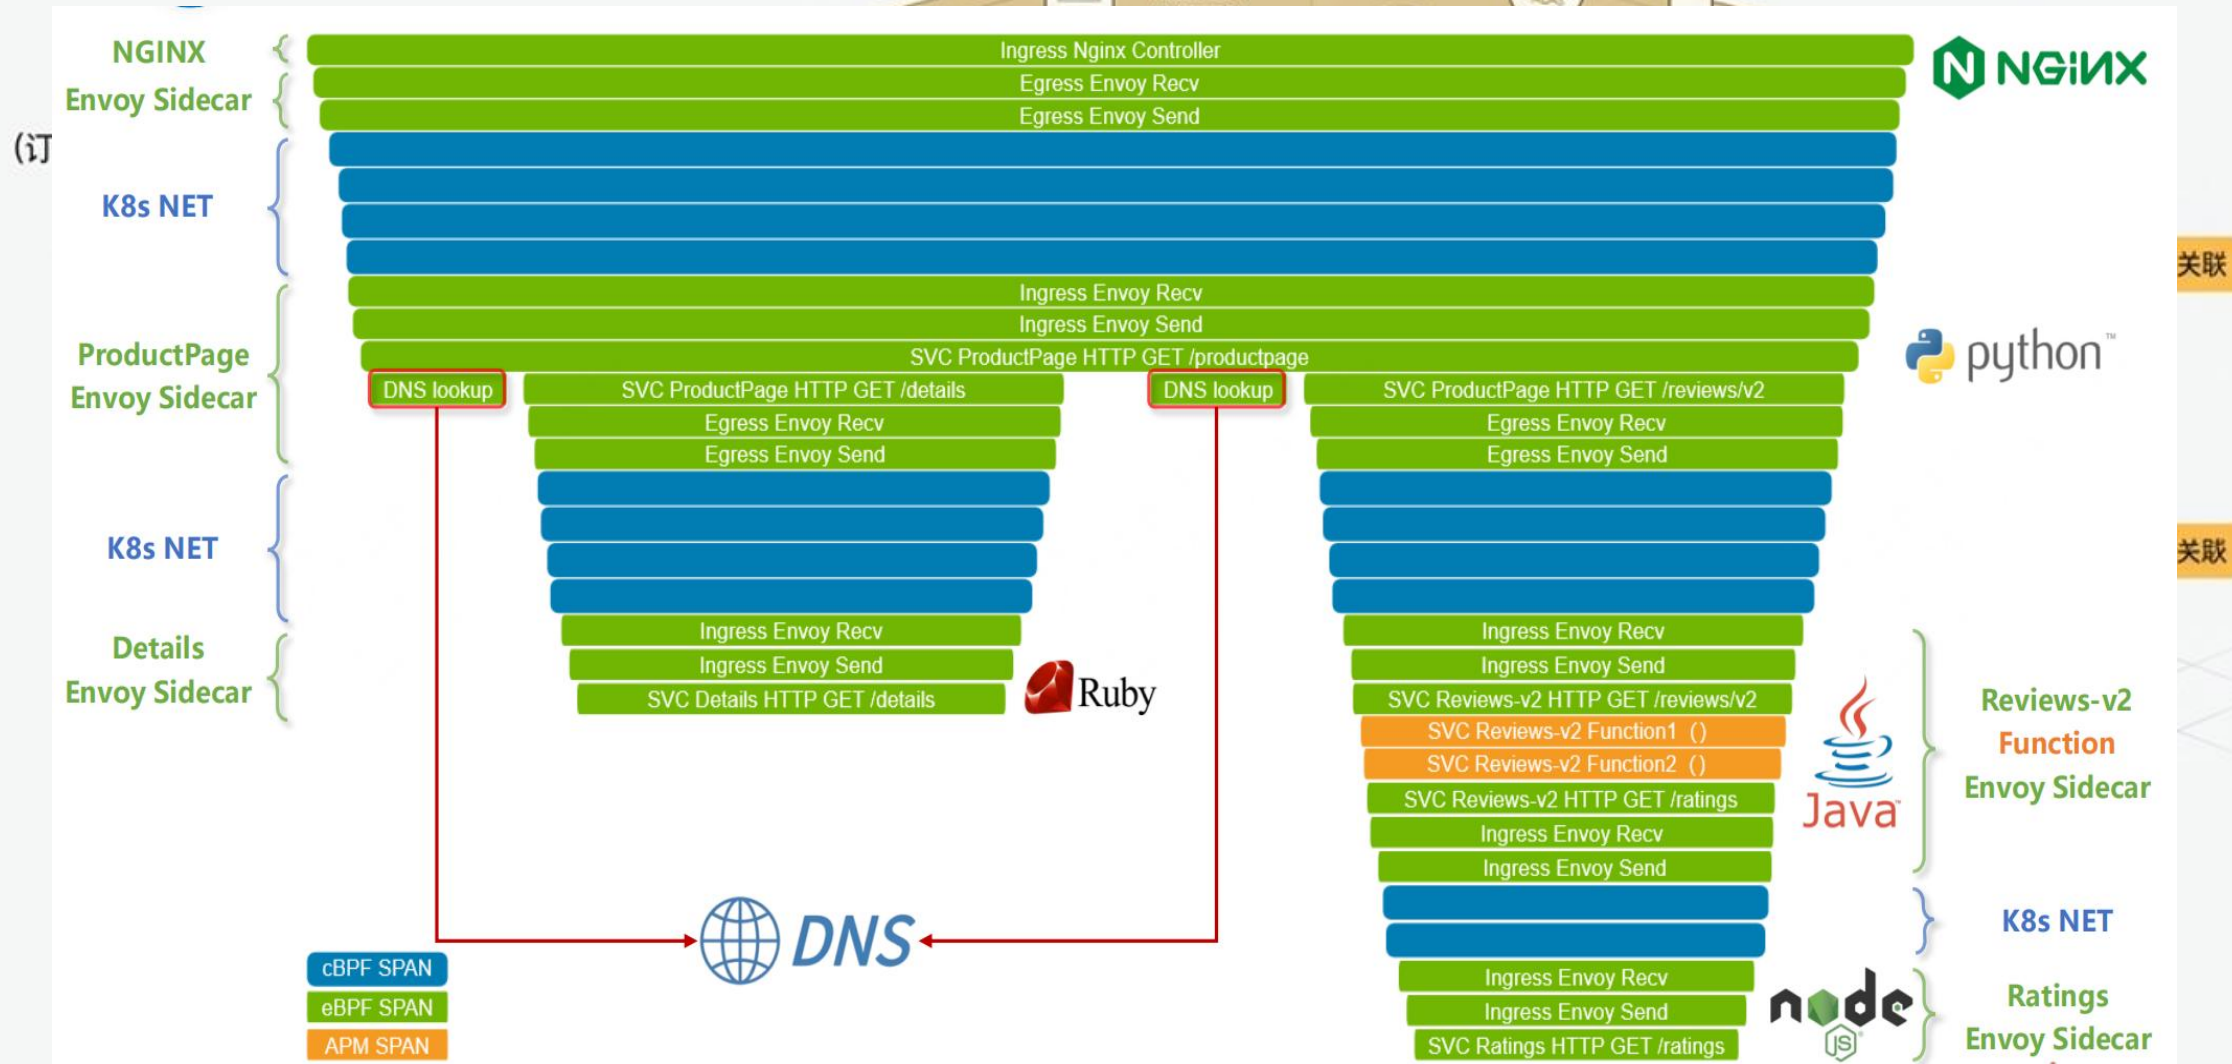 NGINX
Ingress Nginx Controller
NGiNX
Envoy Sidecar
Egress Envoy Recv
Egress Envoy Send
(订
K8s NET
关联
Ingress Envoy Recv
Ingress Envoy Send
ProductPage
Envoy Sidecar
SVC ProductPage HTTP GET /productpage
python™
DNS lookup
SVC ProductPage HTTP GET /details
DNS lookup
SVC ProductPage HTTP GET /reviews/v2
Egress Envoy Recv
Egress Envoy Recv
Egress Envoy Send
Egress Envoy Send
K8s NET
关联
Details
Envoy Sidecar
Ingress Envoy Recv
Ingress Envoy Send
SVC Details HTTP GET /details
Ruby
Ingress Envoy Recv
Ingress Envoy Send
SVC Reviews-v2 HTTP GET /reviews/v2
SVC Reviews-v2 Function1 ()
SVC Reviews-v2 Function2 ()
SVC Reviews-v2 HTTP GET /ratings
Ingress Envoy Recv
Ingress Envoy Send
Java™
Reviews-v2
Function
Envoy Sidecar
K8s NET
DNS
Ingress Envoy Recv
Ingress Envoy Send
SVC Ratings HTTP GET /ratings
node
JS
Ratings
Envoy Sidecar
cBPF SPAN
eBPF SPAN
APM SPAN